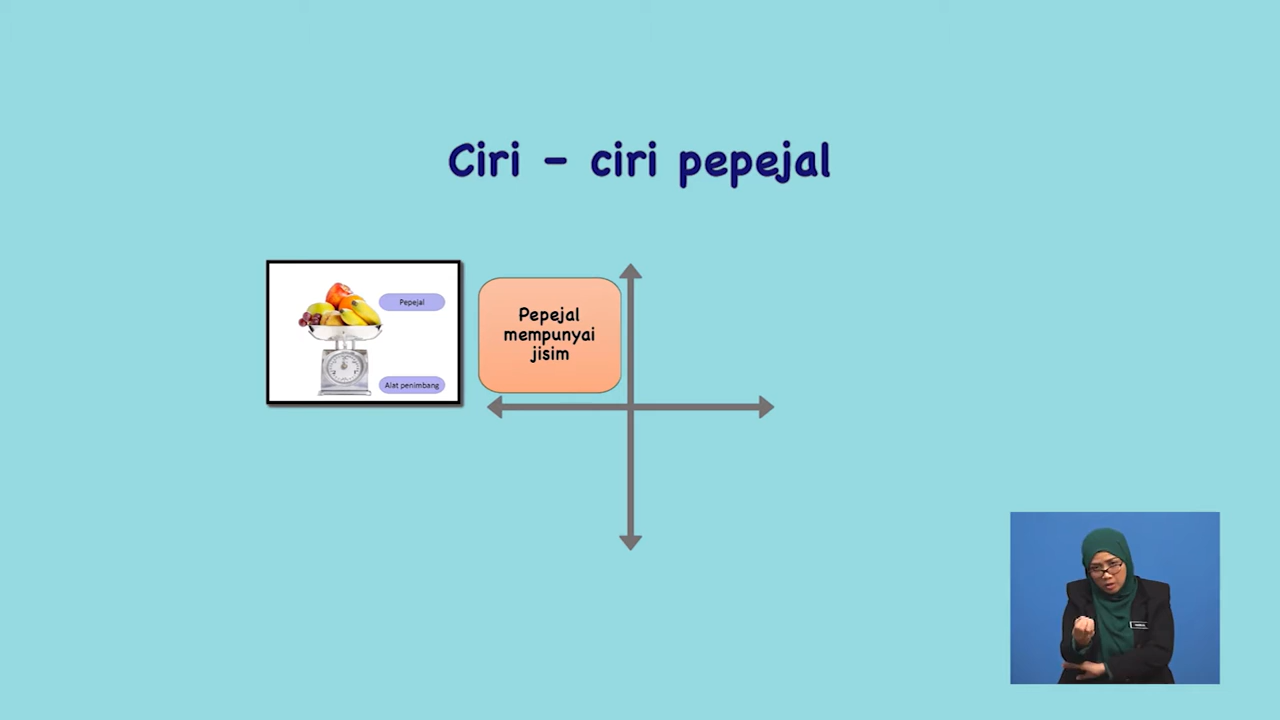 Ciri - ciri pepejal
Pepejal
Alat penimbang
Pepejal
mempunyai
jisim